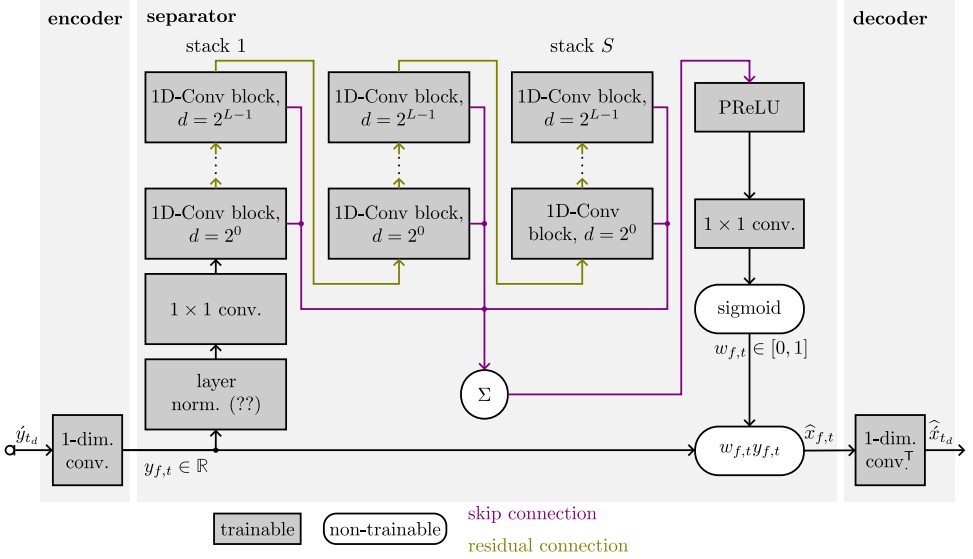 encoder
separator
decoder
stack 1
stack S
1D-Conv block,
d = 2^{L−1}
1D-Conv block,
d = 2^{L−1}
1D-Conv block,
d = 2^{L−1}
PReLU
1D-Conv block,
d = 2^0
1D-Conv block,
d = 2^0
1D-Conv
block, d = 2^0
1 × 1 conv.
1 × 1 conv.
sigmoid
w_{f,t} ∈ [0, 1]
layer
norm. (??)
Σ
ý_{t_d}
1-dim.
conv.
y_{f,t} ∈ ℝ
w_{f,t}y_{f,t}
x̂_{f,t}
1-dim.
conv.^⊤
x̂́_{t_d}
trainable
non-trainable
skip connection
residual connection